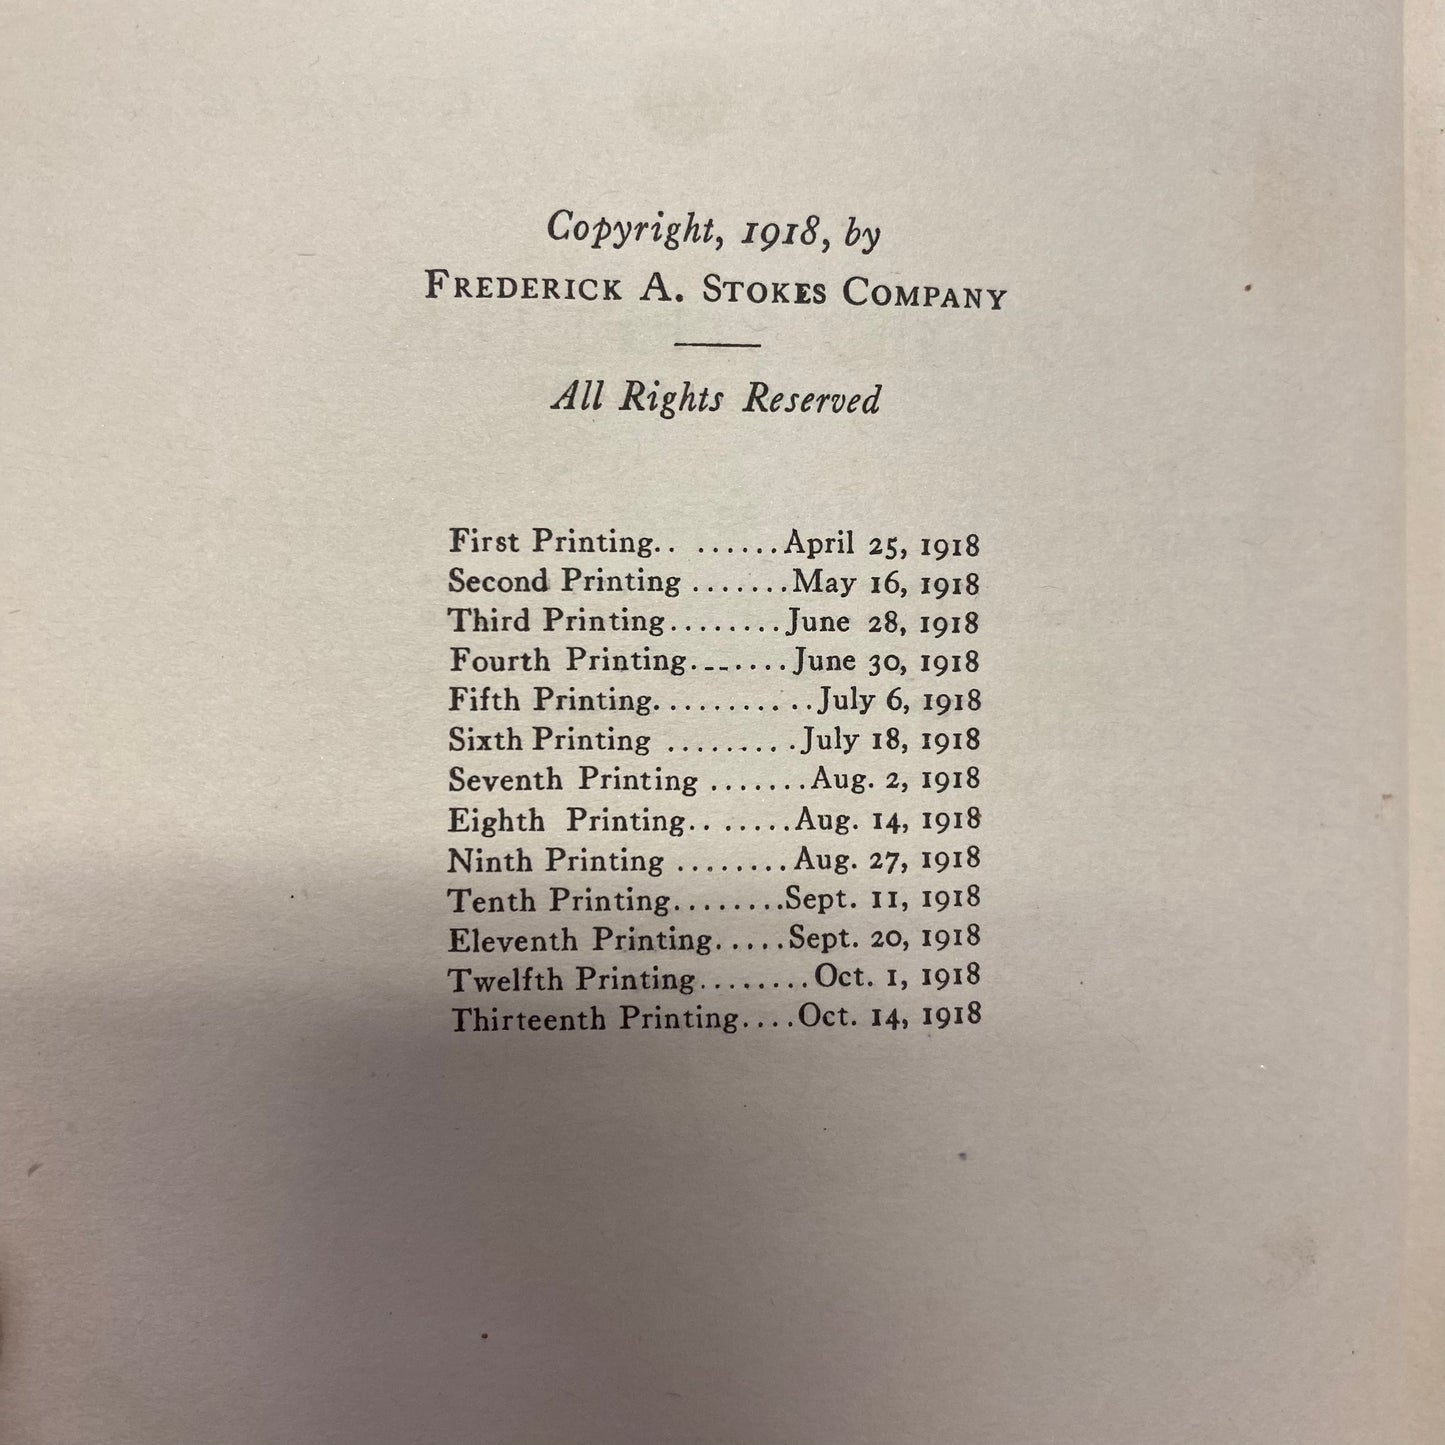 Copyright, 1918, by
FREDERICK A. STOKES COMPANY
All Rights Reserved
First Printing.. ......April 25, 1918
Second Printing .......May 16, 1918
Third Printing........June 28, 1918
Fourth Printing.......June 30, 1918
Fifth Printing............July 6, 1918
Sixth Printing .........July 18, 1918
Seventh Printing .......Aug. 2, 1918
Eighth Printing.. ......Aug. 14, 1918
Ninth Printing ........Aug. 27, 1918
Tenth Printing........Sept. 11, 1918
Eleventh Printing.....Sept. 20, 1918
Twelfth Printing........Oct. 1, 1918
Thirteenth Printing....Oct. 14, 1918